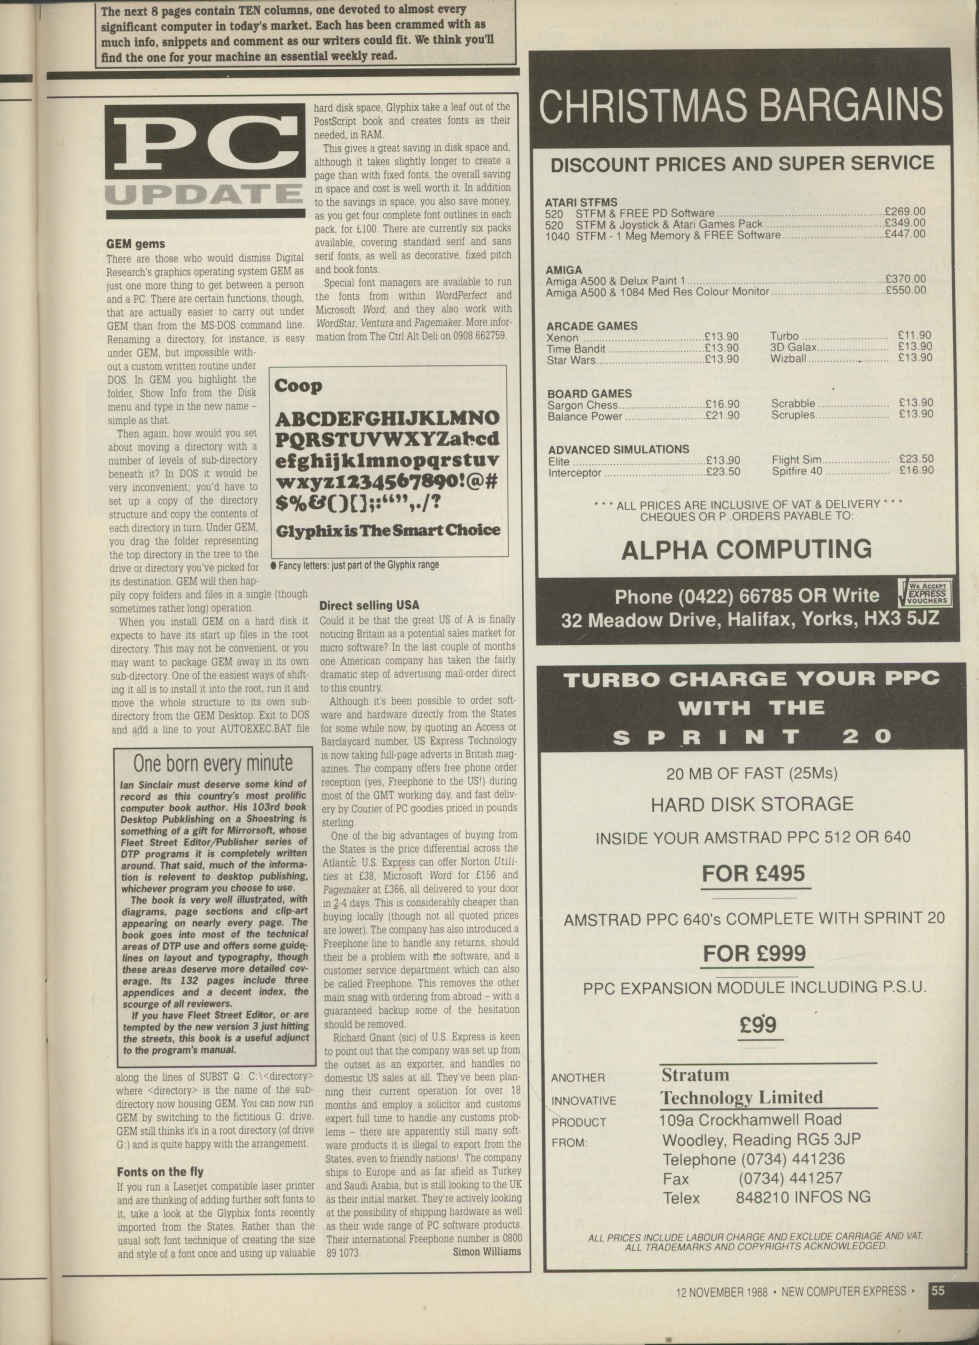 The next 8 pages contain TEN columns, one devoted to almost every
significant computer in today's market. Each has been crammed with as
much info, snippets and comment as our writers could fit. We think you'll
find the one for your machine an essential weekly read.
PC
UPDATE
GEM gems
There are those who would dismiss Digital
Research's graphics operating system GEM as
just one more thing to get between a person
and a PC. There are certain functions, though,
that are actually easier to carry out under
GEM than from the MS-DOS command line.
Renaming a directory, for instance, is easy
under GEM, but impossible with-
out a custom written routine under
DOS. In GEM you highlight the
folder, Show Info from the Disk
menu and type in the new name –
simple as that.
Then again, how would you set
about moving a directory with a
number of levels of sub-directory
beneath it? In DOS it would be
very inconvenient; you'd have to
set up a copy of the directory
structure and copy the contents of
each directory in turn. Under GEM,
you drag the folder representing
the top directory in the tree to the
drive or directory you've picked for
its destination. GEM will then hap-
pily copy folders and files in a single (though
sometimes rather long) operation.
When you install GEM on a hard disk it
expects to have its start up files in the root
directory. This may not be convenient, or you
may want to package GEM away in its own
sub-directory. One of the easiest ways of shift-
ing it all is to install it into the root, run it and
move the whole structure to its own sub-
directory from the GEM Desktop. Exit to DOS
and add a line to your AUTOEXEC.BAT file
One born every minute
Ian Sinclair must deserve some kind of
record as this country's most prolific
computer book author. His 103rd book
Desktop Pubklishing on a Shoestring is
something of a gift for Mirrorsoft, whose
Fleet Street Editor/Publisher series of
DTP programs it is completely written
around. That said, much of the informa-
tion is relevent to desktop publishing,
whichever program you choose to use.
The book is very well illustrated, with
diagrams, page sections and clip-art
appearing on nearly every page. The
book goes into most of the technical
areas of DTP use and offers some guide-
lines on layout and typography, though
these areas deserve more detailed cov-
erage. Its 132 pages include three
appendices and a decent index, the
scourge of all reviewers.
If you have Fleet Street Editor, or are
tempted by the new version 3 just hitting
the streets, this book is a useful adjunct
to the program's manual.
along the lines of SUBST G: C:\<directory>
where <directory> is the name of the sub-
directory now housing GEM. You can now run
GEM by switching to the fictitious G: drive.
GEM still thinks it's in a root directory (of drive
G:) and is quite happy with the arrangement.
Fonts on the fly
If you run a Laserjet compatible laser printer
and are thinking of adding further soft fonts to
it, take a look at the Glyphix fonts recently
imported from the States. Rather than the
usual soft font technique of creating the size
and style of a font once and using up valuable
hard disk space, Glyphix take a leaf out of the
PostScript book and creates fonts as their
needed, in RAM.
This gives a great saving in disk space and,
although it takes slightly longer to create a
page than with fixed fonts, the overall saving
in space and cost is well worth it. In addition
to the savings in space, you also save money,
as you get four complete font outlines in each
pack, for £100. There are currently six packs
available, covering standard serif and sans
serif fonts, as well as decorative, fixed pitch
and book fonts.
Special font managers are available to run
the fonts from within WordPerfect and
Microsoft Word, and they also work with
WordStar, Ventura and Pagemaker. More infor-
mation from The Ctrl Alt Deli on 0908 662759.
Coop
ABCDEFGHIJKLMNO
PQRSTUVWXYZabcd
efghijklmnopqrstuv
wxyz1234567890!@#
$%&()[];:“”,./?
Glyphix is The Smart Choice
● Fancy letters: just part of the Glyphix range
Direct selling USA
Could it be that the great US of A is finally
noticing Britain as a potential sales market for
micro software? In the last couple of months
one American company has taken the fairly
dramatic step of advertising mail-order direct
to this country.
Although it's been possible to order soft-
ware and hardware directly from the States
for some while now, by quoting an Access or
Barclaycard number, US Express Technology
is now taking full-page adverts in British mag-
azines. The company offers free phone order
reception (yes, Freephone to the US!) during
most of the GMT working day, and fast deliv-
ery by Courier of PC goodies priced in pounds
sterling.
One of the big advantages of buying from
the States is the price differential across the
Atlantic. U.S. Express can offer Norton Utili-
ties at £38, Microsoft Word for £156 and
Pagemaker at £366, all delivered to your door
in 2-4 days. This is considerably cheaper than
buying locally (though not all quoted prices
are lower). The company has also introduced a
Freephone line to handle any returns, should
their be a problem with the software, and a
customer service department which can also
be called Freephone. This removes the other
main snag with ordering from abroad – with a
guaranteed backup some of the hesitation
should be removed.
Richard Gnant (sic) of U.S. Express is keen
to point out that the company was set up from
the outset as an exporter, and handles no
domestic US sales at all. They've been plan-
ning their current operation for over 18
months and employ a solicitor and customs
expert full time to handle any customs prob-
lems – there are apparently still many soft-
ware products it is illegal to export from the
States, even to friendly nations!. The company
ships to Europe and as far afield as Turkey
and Saudi Arabia, but is still looking to the UK
as their initial market. They're actively looking
at the possibility of shipping hardware as well
as their wide range of PC software products.
Their international Freephone number is 0800
89 1073. Simon Williams
CHRISTMAS BARGAINS
DISCOUNT PRICES AND SUPER SERVICE
ATARI STFMS
520 STFM & FREE PD Software £269.00
520 STFM & Joystick & Atari Games Pack £349.00
1040 STFM - 1 Meg Memory & FREE Software £447.00
AMIGA
Amiga A500 & Delux Paint 1 £370.00
Amiga A500 & 1084 Med Res Colour Monitor £550.00
ARCADE GAMES
Xenon £13.90 Turbo £11.90
Time Bandit £13.90 3D Galax £13.90
Star Wars £13.90 Wizball £13.90
BOARD GAMES
Sargon Chess £16.90 Scrabble £13.90
Balance Power £21.90 Scruples £13.90
ADVANCED SIMULATIONS
Elite £13.90 Flight Sim £23.50
Interceptor £23.50 Spitfire 40 £16.90
* * * ALL PRICES ARE INCLUSIVE OF VAT & DELIVERY * * *
CHEQUES OR P. ORDERS PAYABLE TO:
ALPHA COMPUTING
Phone (0422) 66785 OR Write
WE ACCEPT EXPRESS VOUCHERS
32 Meadow Drive, Halifax, Yorks, HX3 5JZ
TURBO CHARGE YOUR PPC
WITH THE
SPRINT 20
20 MB OF FAST (25Ms)
HARD DISK STORAGE
INSIDE YOUR AMSTRAD PPC 512 OR 640
FOR £495
AMSTRAD PPC 640's COMPLETE WITH SPRINT 20
FOR £999
PPC EXPANSION MODULE INCLUDING P.S.U.
£99
ANOTHER
INNOVATIVE
PRODUCT
FROM:
Stratum
Technology Limited
109a Crockhamwell Road
Woodley, Reading RG5 3JP
Telephone (0734) 441236
Fax (0734) 441257
Telex 848210 INFOS NG
ALL PRICES INCLUDE LABOUR CHARGE AND EXCLUDE CARRIAGE AND VAT.
ALL TRADEMARKS AND COPYRIGHTS ACKNOWLEDGED.
12 NOVEMBER 1988 • NEW COMPUTER EXPRESS • 55